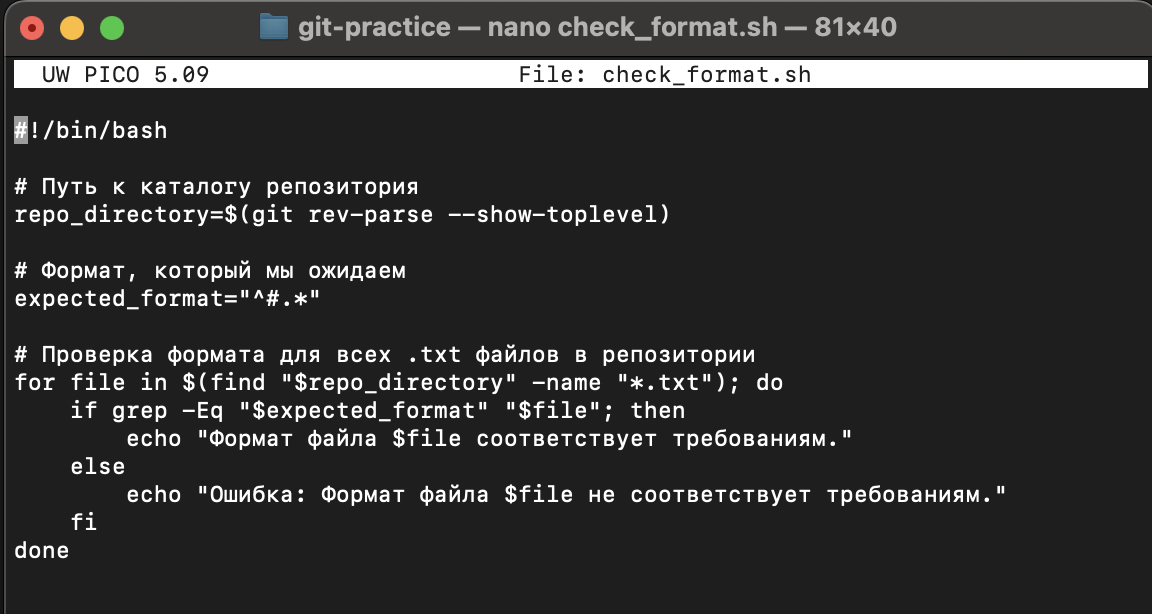 git-practice — nano check_format.sh — 81×40
UW PICO 5.09 File: check_format.sh
#!/bin/bash
# Путь к каталогу репозитория
repo_directory=$(git rev-parse --show-toplevel)
# Формат, который мы ожидаем
expected_format="^#.*"
# Проверка формата для всех .txt файлов в репозитории
for file in $(find "$repo_directory" -name "*.txt"); do
    if grep -Eq "$expected_format" "$file"; then
        echo "Формат файла $file соответствует требованиям."
    else
        echo "Ошибка: Формат файла $file не соответствует требованиям."
    fi
done